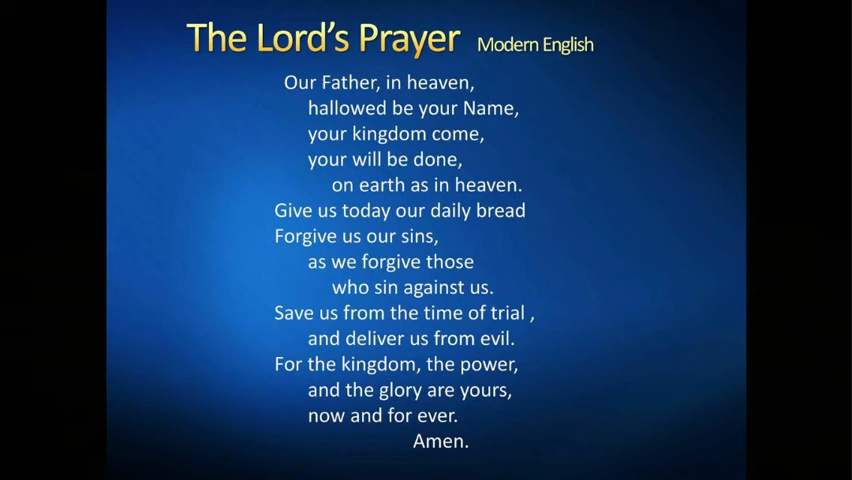 The Lord's Prayer Modern English
Our Father, in heaven,
hallowed be your Name,
your kingdom come,
your will be done,
on earth as in heaven.
Give us today our daily bread
Forgive us our sins,
as we forgive those
who sin against us.
Save us from the time of trial ,
and deliver us from evil.
For the kingdom, the power,
and the glory are yours,
now and for ever.
Amen.